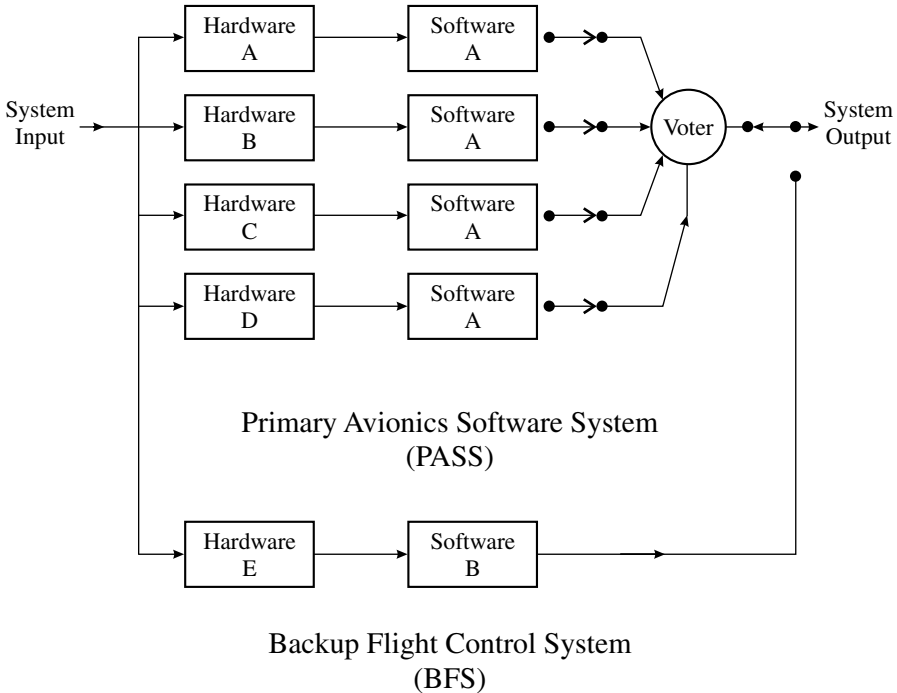 Hardware
A
Software
A
System
Input
Hardware
B
Software
A
Voter
System
Output
Hardware
C
Software
A
Hardware
D
Software
A
Primary Avionics Software System
(PASS)
Hardware
E
Software
B
Backup Flight Control System
(BFS)